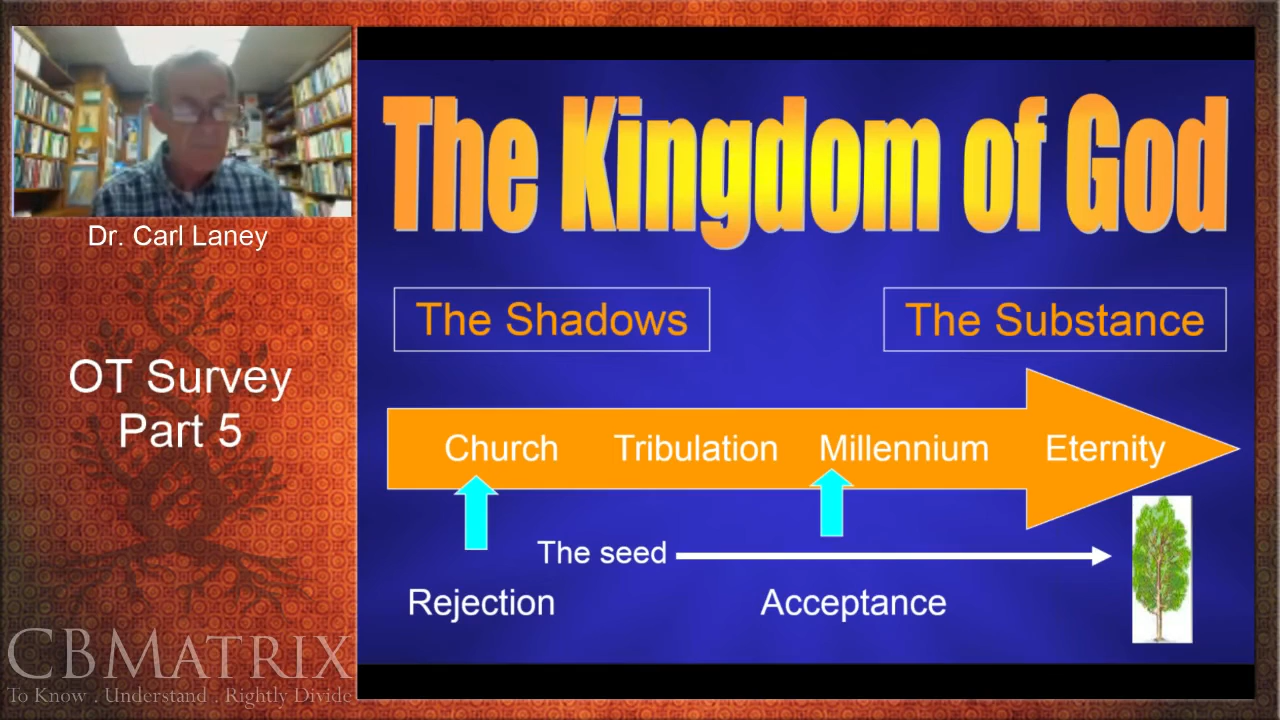 The Kingdom of God
Dr. Carl Laney
The Shadows
The Substance
OT Survey
Part 5
Church Tribulation Millennium Eternity
The seed
Rejection
Acceptance
CBMATRIX
To Know . Understand . Rightly Divide